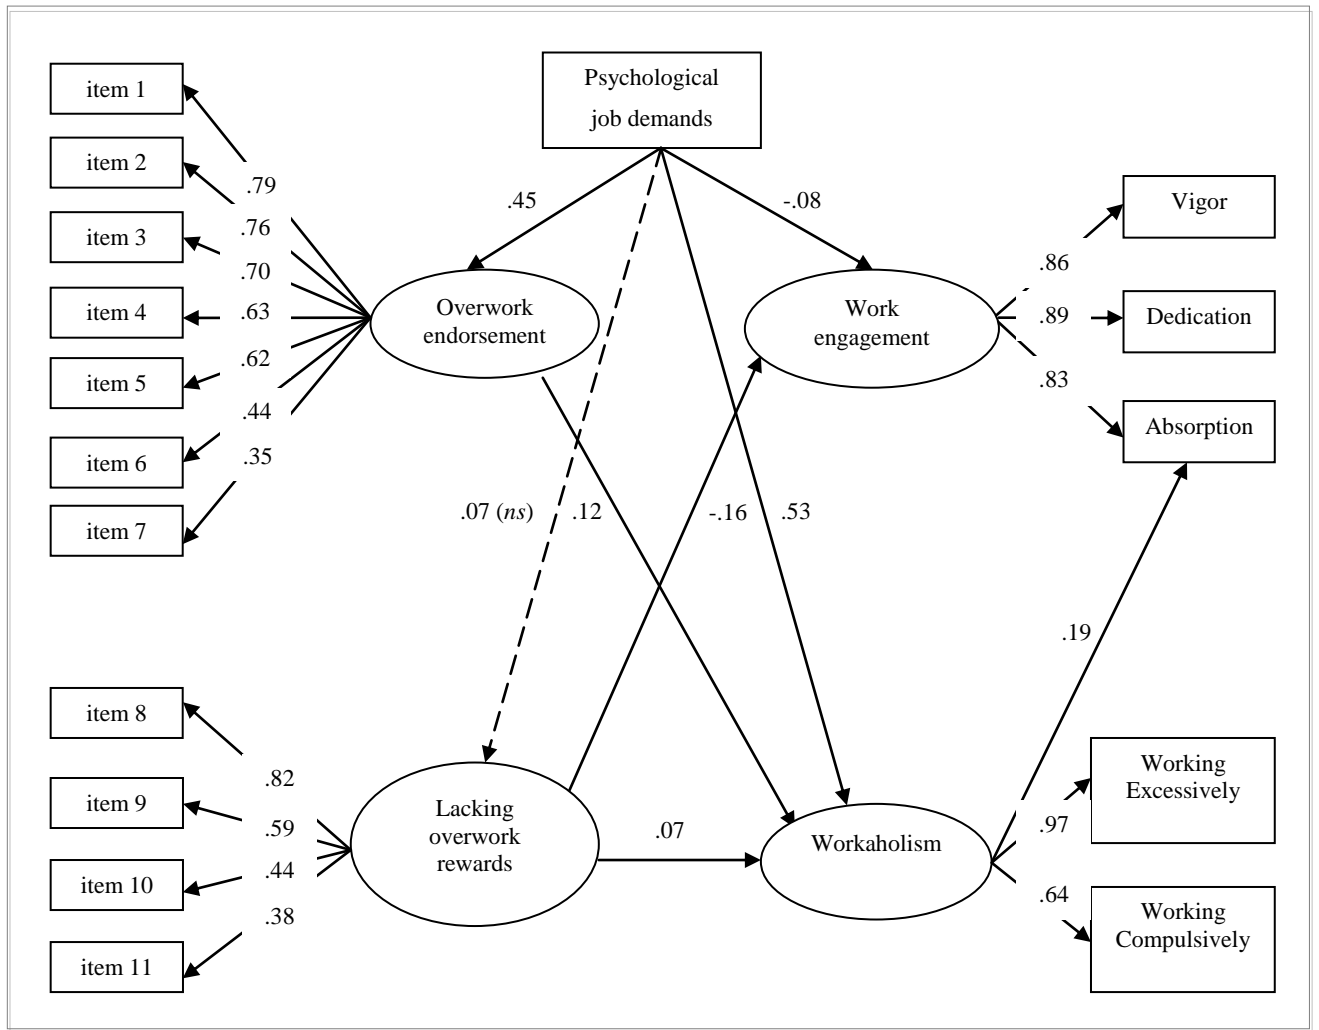 Psychological
job demands
item 1
item 2
item 3
item 4
item 5
item 6
item 7
.79
.76
.70
.63
.62
.44
.35
.45
-.08
Overwork
endorsement
Work
engagement
.86
.89
.83
Vigor
Dedication
Absorption
.07 (ns)
.12
-.16
.53
.19
item 8
item 9
item 10
item 11
.82
.59
.44
.38
Lacking
overwork
rewards
.07
Workaholism
.97
.64
Working
Excessively
Working
Compulsively